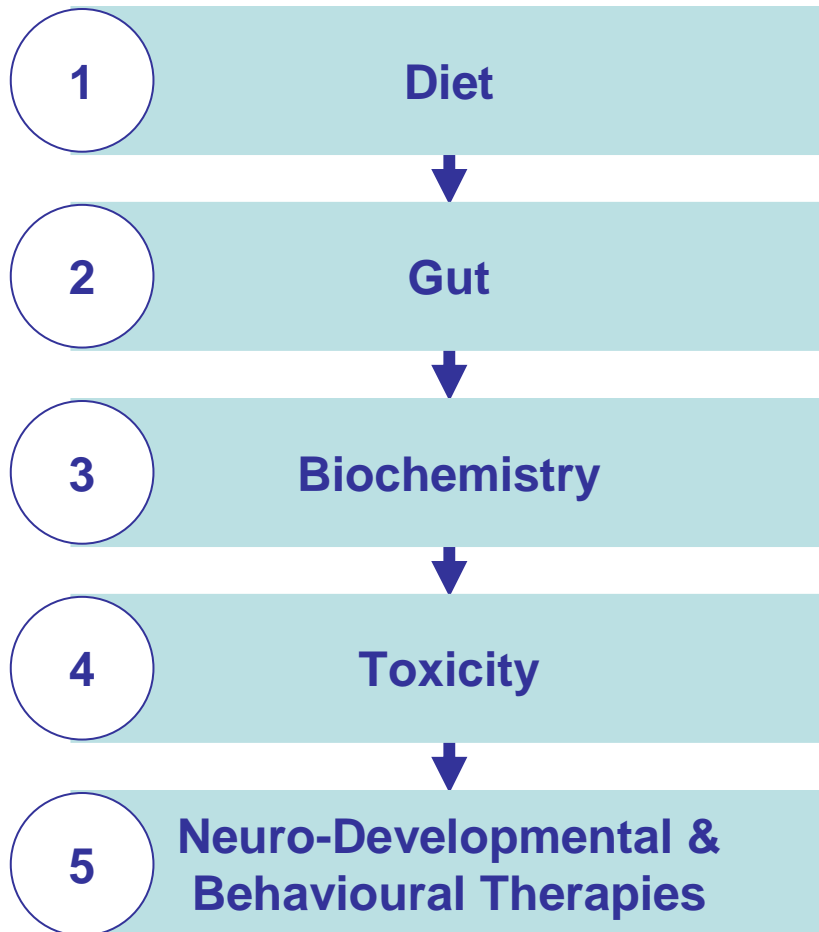 1
Diet
2
Gut
3
Biochemistry
4
Toxicity
5
Neuro-Developmental &
Behavioural Therapies